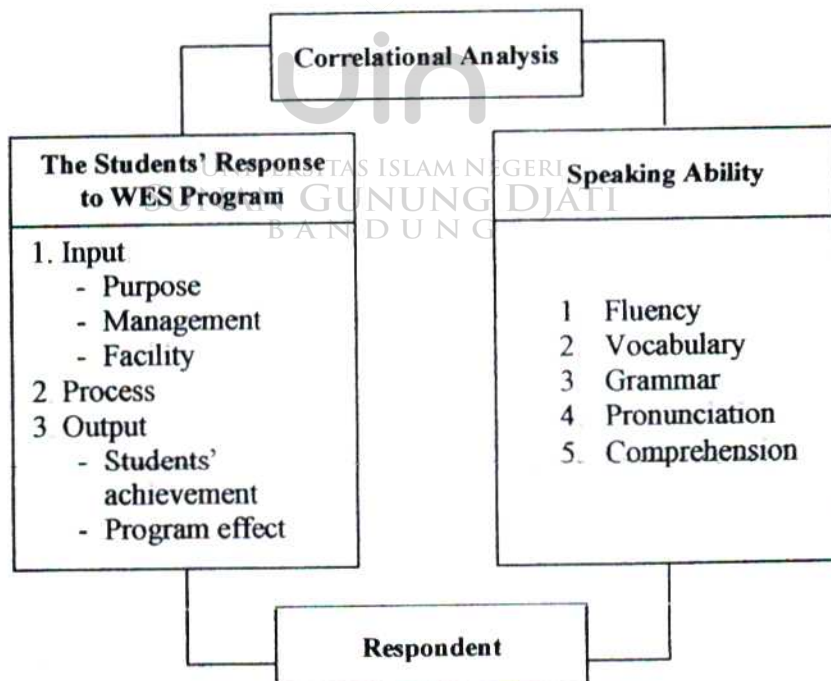 Correlational Analysis
uin
UNIVERSITAS ISLAM NEGERI
SUNAN GUNUNG DJATI
BANDUNG
The Students' Response
to WES Program
1. Input
- Purpose
- Management
- Facility
2 Process
3 Output
- Students'
achievement
- Program effect
Speaking Ability
1 Fluency
2 Vocabulary
3 Grammar
4 Pronunciation
5. Comprehension
Respondent